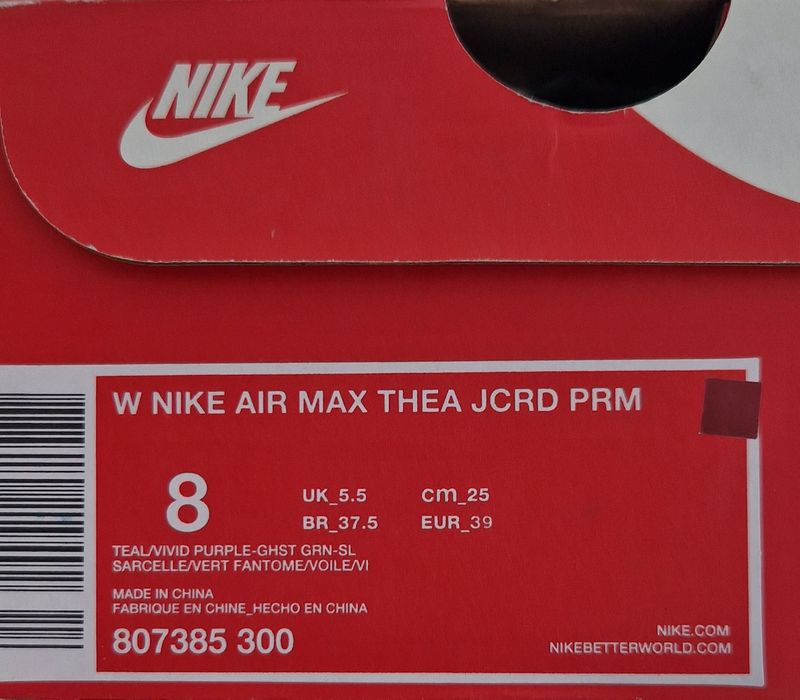 NIKE
W NIKE AIR MAX THEA JCRD PRM
8
UK_5.5 cm_25
BR_37.5 EUR_39
TEAL/VIVID PURPLE-GHST GRN-SL
SARCELLE/VERT FANTOME/VOILE/VI
MADE IN CHINA
FABRIQUE EN CHINE_HECHO EN CHINA
807385 300
NIKE.COM
NIKEBETTERWORLD.COM